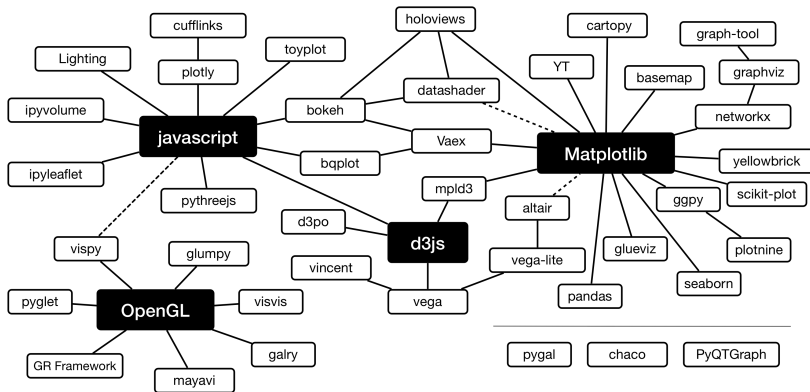 cufflinks
holoviews
cartopy
graph-tool
Lighting
toyplot
plotly
YT
basemap
graphviz
datashader
ipyvolume
bokeh
networkx
javascript
Vaex
Matplotlib
yellowbrick
bqplot
ipyleaflet
mpld3
scikit-plot
pythreejs
ggpy
altair
d3po
d3js
vispy
glumpy
glueviz
plotnine
vincent
vega-lite
seaborn
pyglet
OpenGL
visvis
vega
pandas
GR Framework
galry
pygal
chaco
PyQTGraph
mayavi